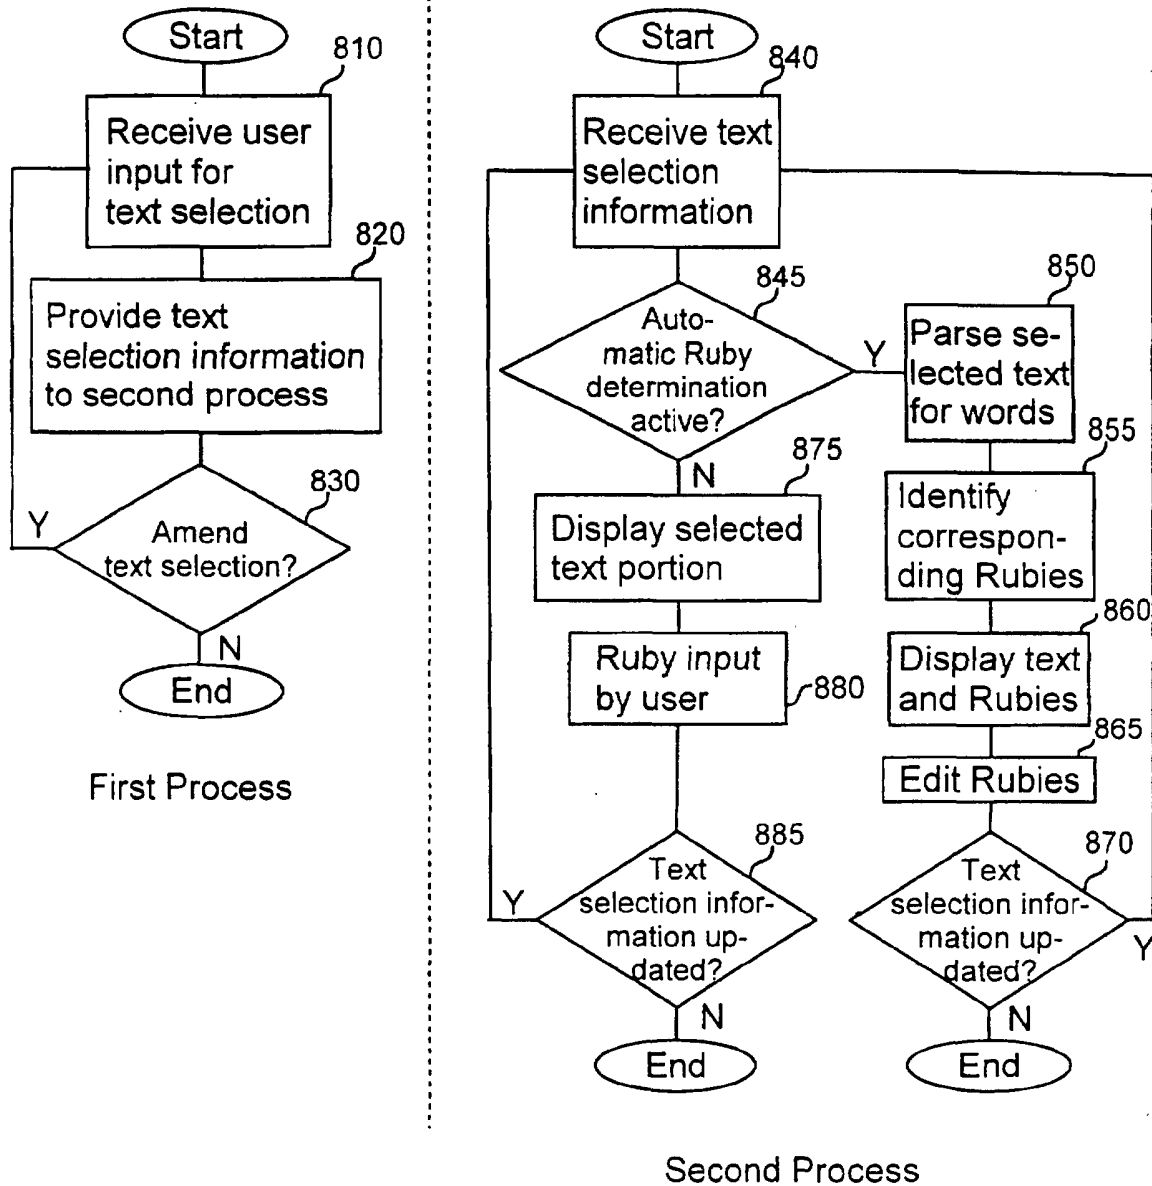 Start
810
Receive user
input for
text selection
820
Provide text
selection information
to second process
830
Amend
text selection?
Y
N
End
First Process
Start
840
Receive text
selection
information
845
Auto-
matic Ruby
determination
active?
Y
N
850
Parse se-
lected text
for words
855
Identify
correspon-
ding Rubies
860
Display text
and Rubies
865
Edit Rubies
870
Text
selection infor-
mation up-
dated?
Y
N
End
875
Display selected
text portion
Ruby input
by user
880
885
Text
selection infor-
mation up-
dated?
Y
N
End
Second Process